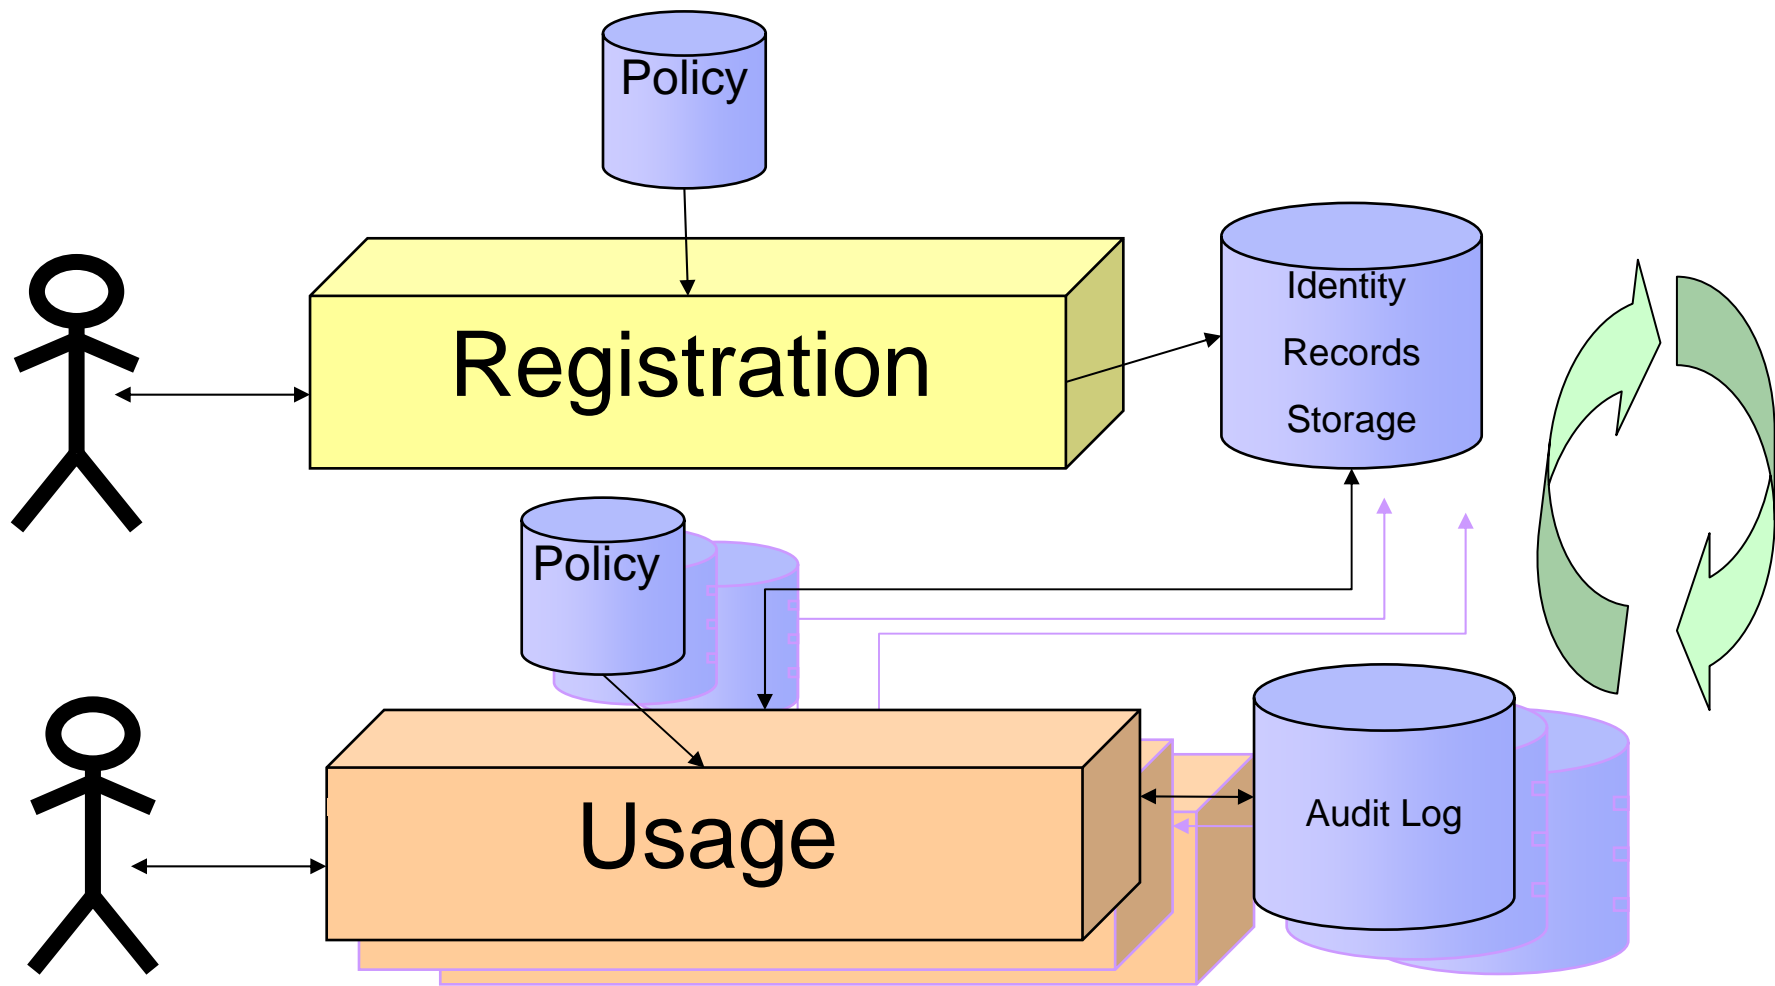 Policy
Registration
Identity
Records
Storage
Policy
Usage
Audit Log